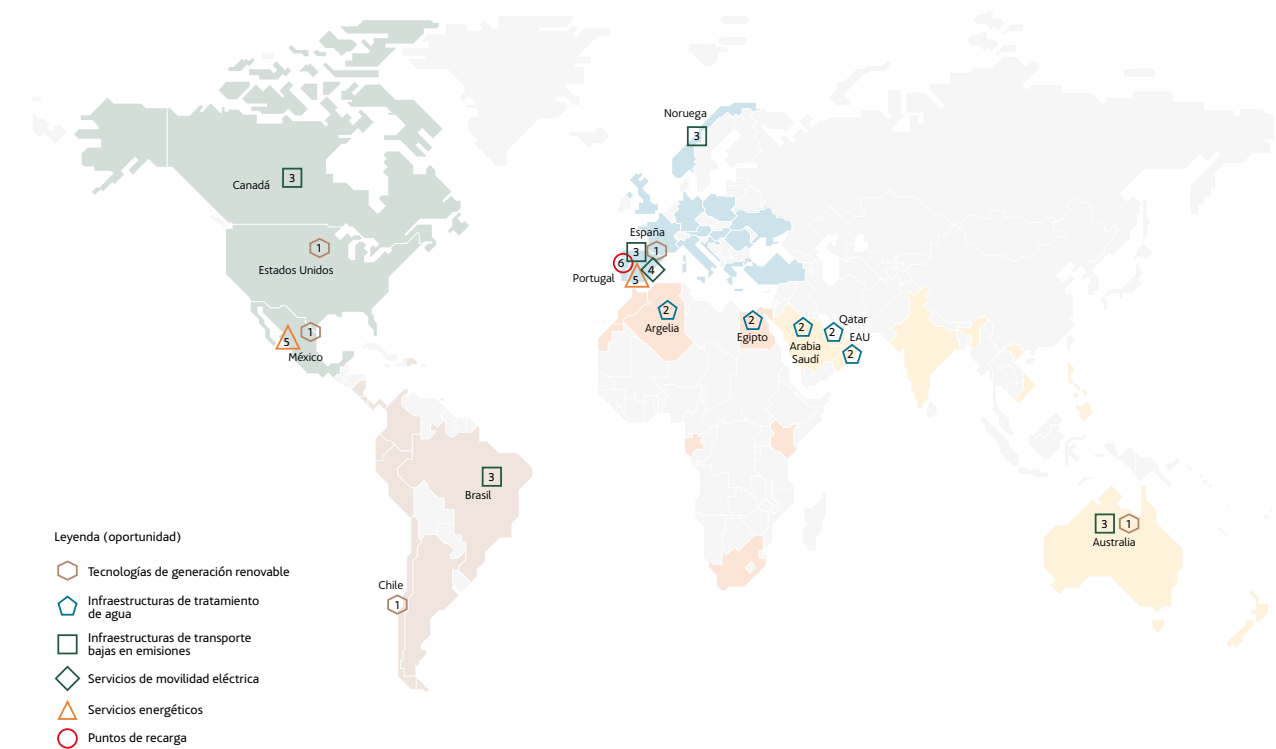 Noruega
3
Canadá
3
España
1
Estados Unidos
3
1
6
4
Portugal
5
2
Argelia
2
Egipto
2
Arabia
Saudí
2
Qatar
EAU
2
5
1
México
3
Brasil
3
1
Australia
Chile
1
Leyenda (oportunidad)
Tecnologías de generación renovable
Infraestructuras de tratamiento
de agua
Infraestructuras de transporte
bajas en emisiones
Servicios de movilidad eléctrica
Servicios energéticos
Puntos de recarga